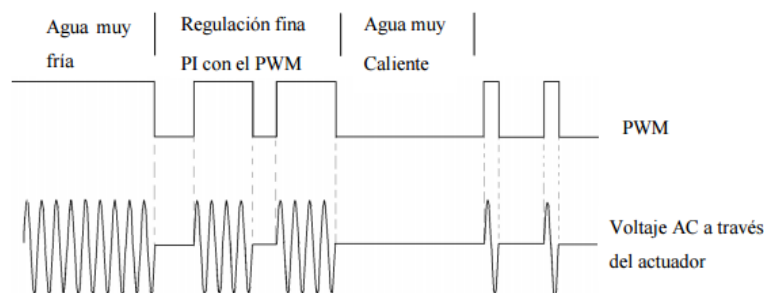 Agua muy
fría
Regulación fina
PI con el PWM
Agua muy
Caliente
PWM
Voltaje AC a través
del actuador